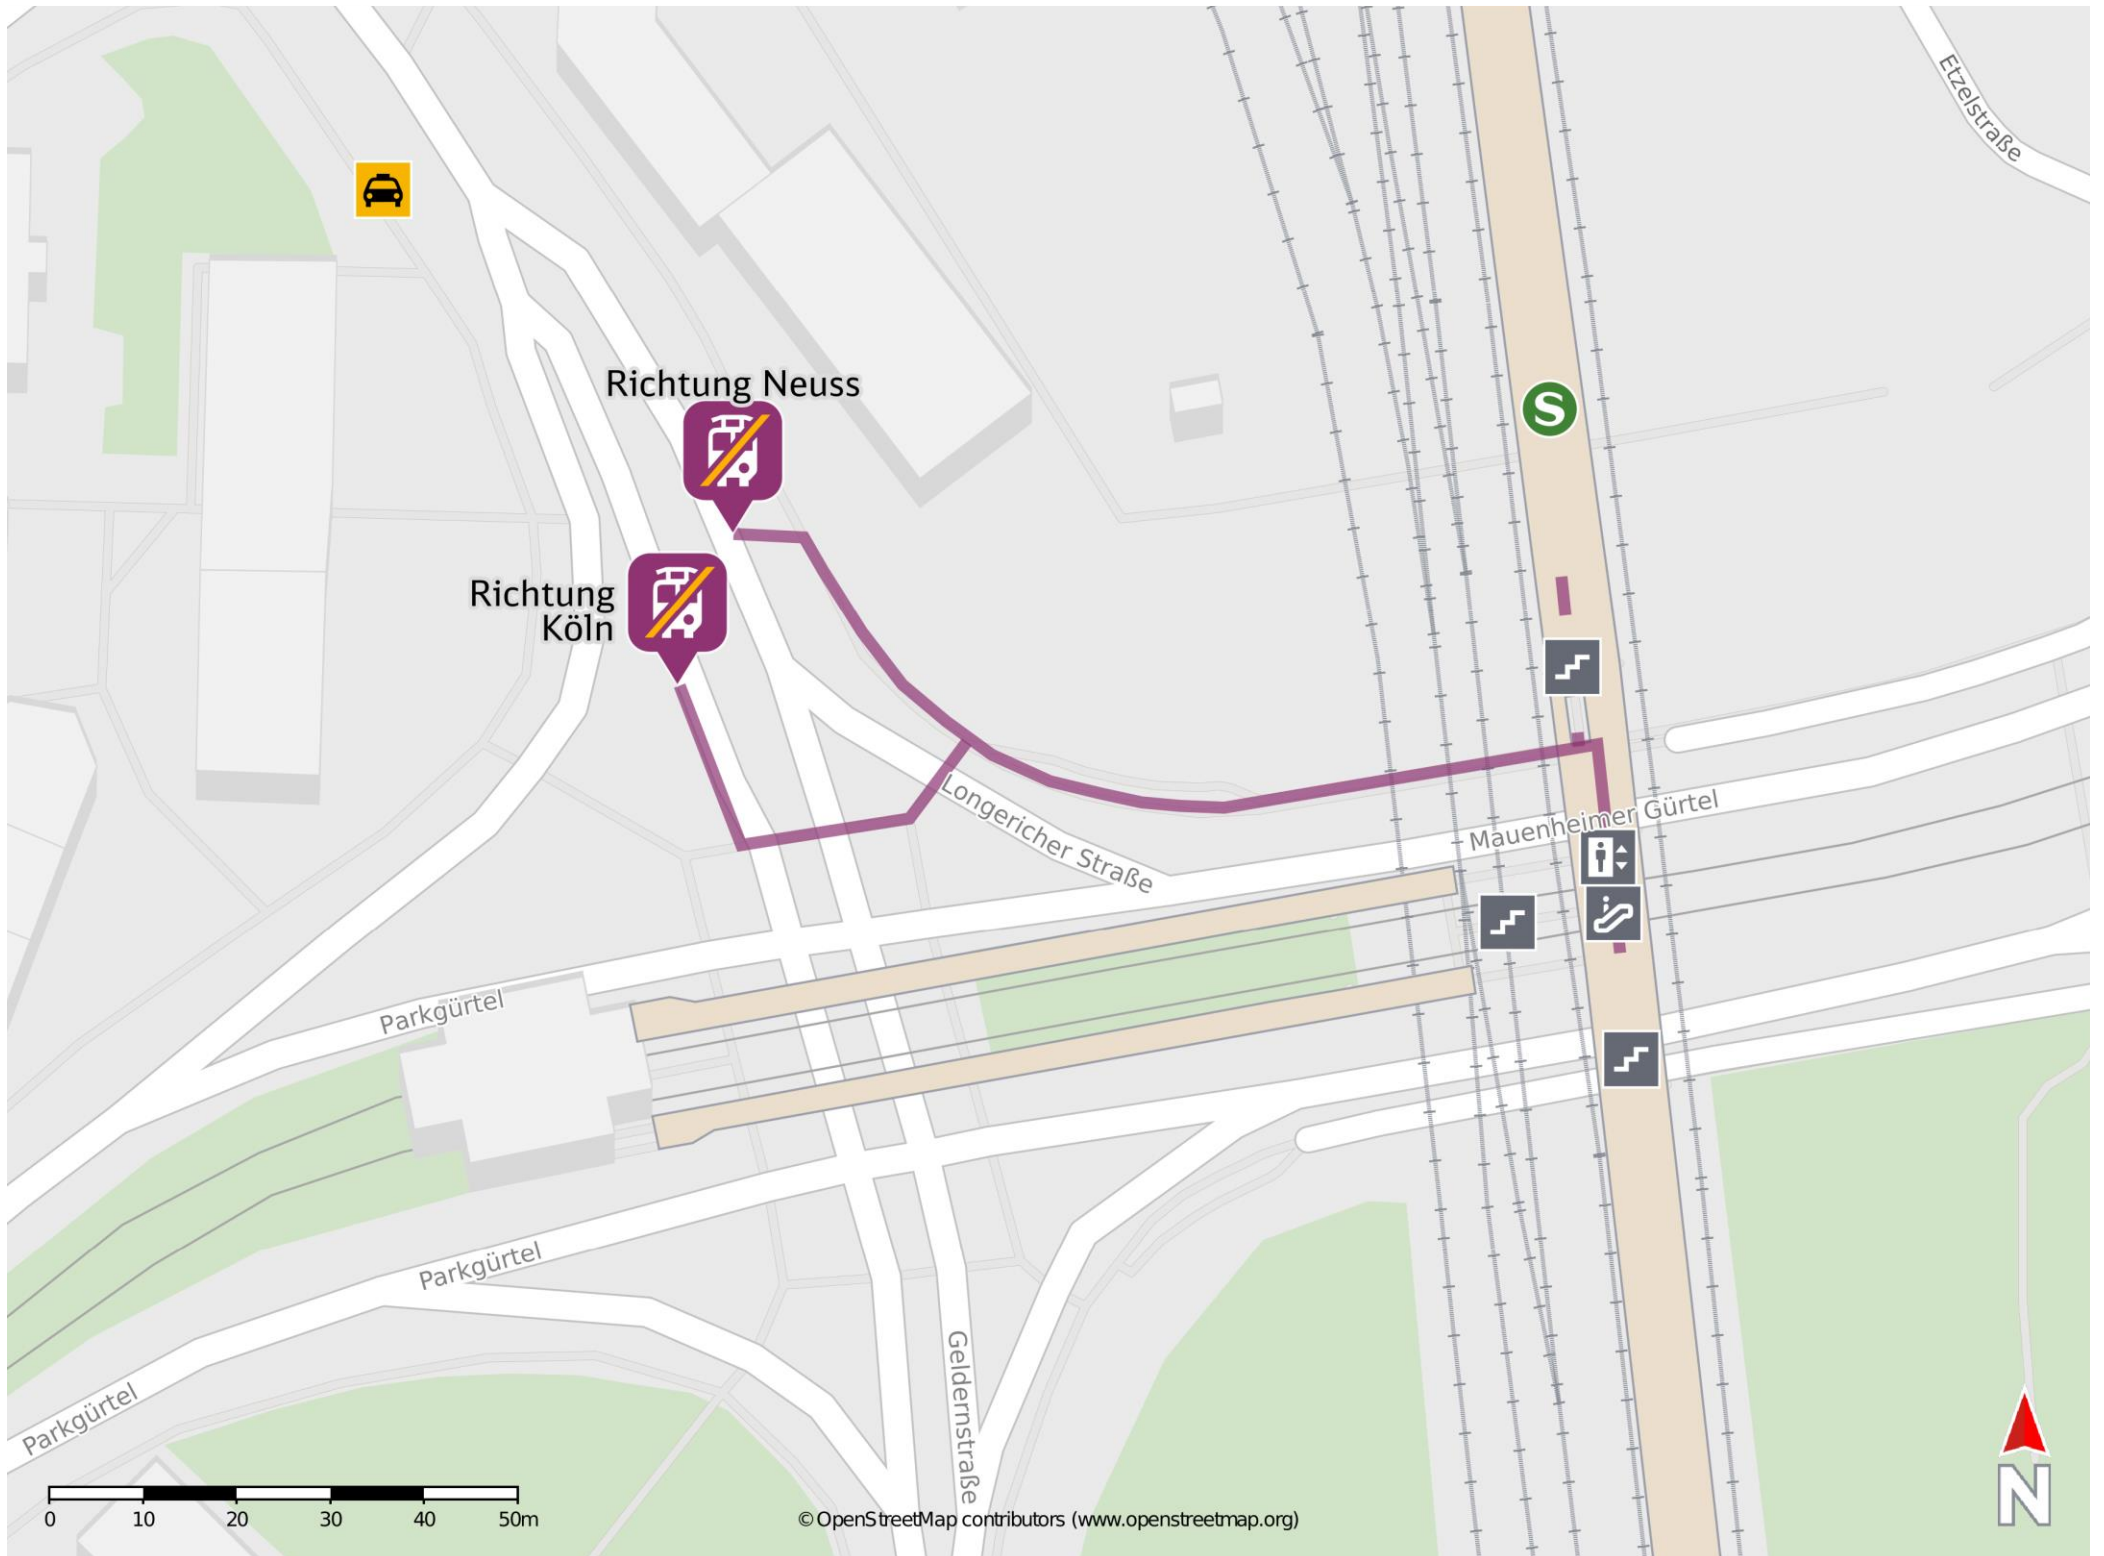 Etzelstraße
Richtung Neuss
S
Richtung
Köln
Longericher Straße
Mauenheimer Gürtel
Parkgürtel
Parkgürtel
Parkgürtel
Geldernstraße
0 10 20 30 40 50m
© OpenStreetMap contributors (www.openstreetmap.org)
N